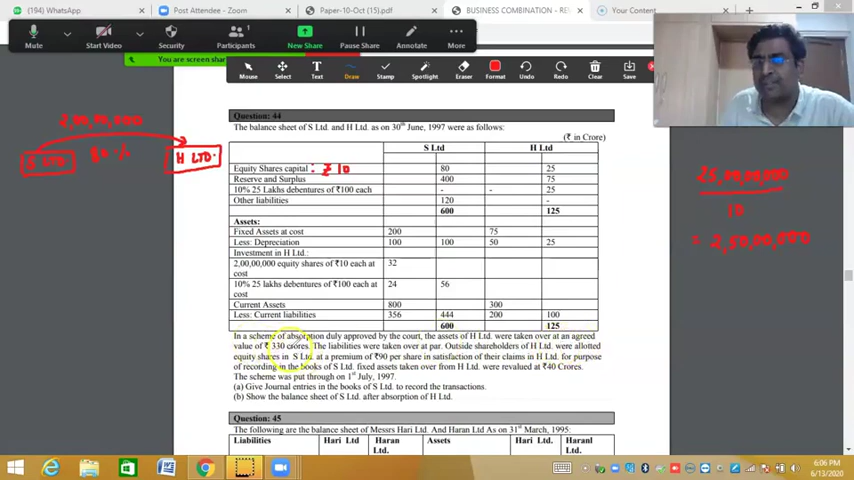 (194) WhatsApp
Post Attendee - Zoom
Paper-10-Oct (15).pdf
BUSINESS COMBINATION - RE
Your Content
Mute
Start Video
Security
Participants
1
New Share
Pause Share
Annotate
More
You are screen shar
Mouse
Select
Text
Draw
Stamp
Spotlight
Eraser
Format
Undo
Redo
Clear
Save
Question: 44
The balance sheet of S Ltd. and H Ltd. as on 30th June, 1997 were as follows:
(₹ in Crore)
S Ltd H Ltd
Equity Shares capital : ₹ 10 80 25
Reserve and Surplus 400 75
10% 25 Lakhs debentures of ₹100 each - - 25
Other liabilities 120 -
600 125
Assets:
Fixed Assets at cost 200 75
Less: Depreciation 100 100 50 25
Investment in H Ltd.:
2,00,00,000 equity shares of ₹10 each at 32
cost
10% 25 lakhs debentures of ₹100 each at 24 56
cost
Current Assets 800 300
Less: Current liabilities 356 444 200 100
600 125
In a scheme of absorption duly approved by the court, the assets of H Ltd. were taken over at an agreed
value of ₹ 330 crores. The liabilities were taken over at par. Outside shareholders of H Ltd. were allotted
equity shares in S Ltd. at a premium of ₹90 per share in satisfaction of their claims in H Ltd. for purpose
of recording in the books of S Ltd. fixed assets taken over from H Ltd. were revalued at ₹40 Crores.
The scheme was put through on 1st July, 1997.
(a) Give Journal entries in the books of S Ltd. to record the transactions.
(b) Show the balance sheet of S Ltd. after absorption of H Ltd.
Question: 45
The following are the balance sheet of Messrs Hari Ltd. And Haran Ltd As on 31st March, 1995:
Liabilities Hari Ltd Haran Ltd. Assets Hari Ltd. Haranl Ltd.
2,00,00,000
S LTD. 80 % H LTD.
25,00,00,000
10
= 2,50,00,000
6:06 PM
6/13/2020